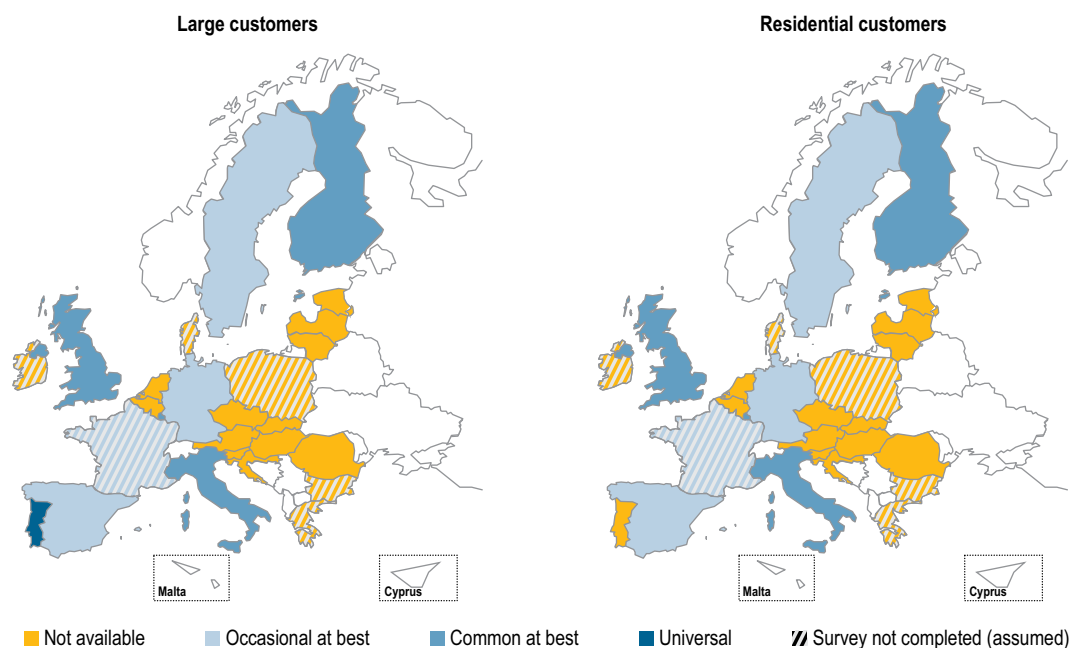 Large customers
Residential customers
Malta
Cyprus
Malta
Cyprus
Not available
Occasional at best
Common at best
Universal
Survey not completed (assumed)